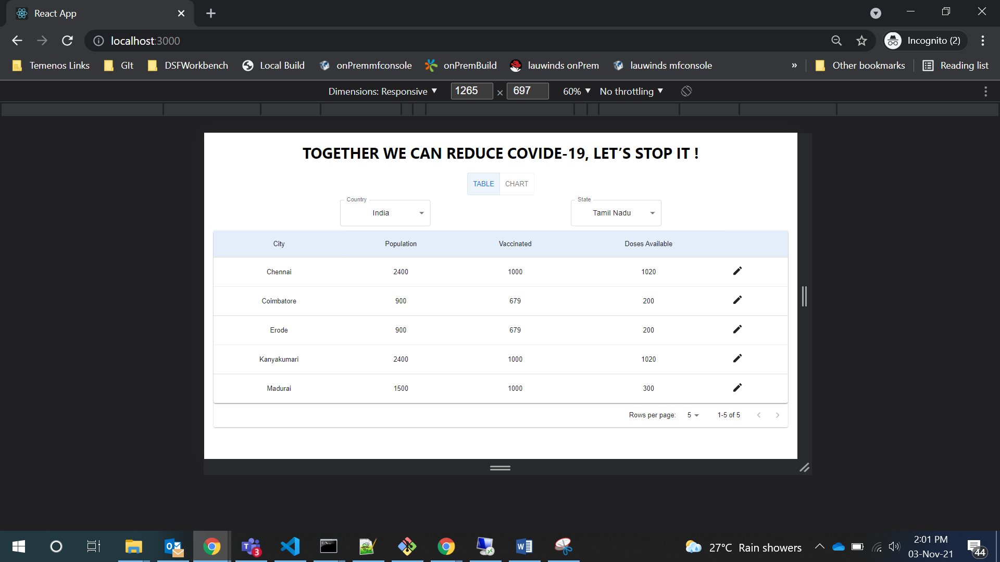 React App
localhost:3000
Incognito (2)
Temenos Links GIt DSFWorkbench Local Build onPremmfconsole onPremBuild lauwinds onPrem lauwinds mfconsole » Other bookmarks Reading list
Dimensions: Responsive 1265 × 697 60% No throttling
TOGETHER WE CAN REDUCE COVIDE-19, LET’S STOP IT !
TABLE CHART
Country State
India Tamil Nadu
City Population Vaccinated Doses Available
Chennai 2400 1000 1020
Coimbatore 900 679 200
Erode 900 679 200
Kanyakumari 2400 1000 1020
Madurai 1500 1000 300
Rows per page: 5 1-5 of 5
3
27°C Rain showers
2:01 PM
03-Nov-21
44